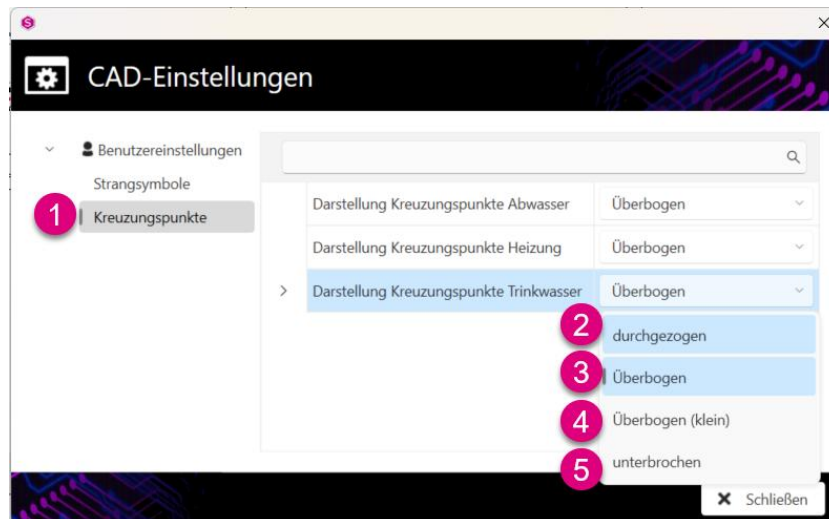 S
CAD-Einstellungen
Benutzereinstellungen
Strangsymbole
1 Kreuzungspunkte
Darstellung Kreuzungspunkte Abwasser Überbogen
Darstellung Kreuzungspunkte Heizung Überbogen
Darstellung Kreuzungspunkte Trinkwasser Überbogen
2 durchgezogen
3 Überbogen
4 Überbogen (klein)
5 unterbrochen
Schließen